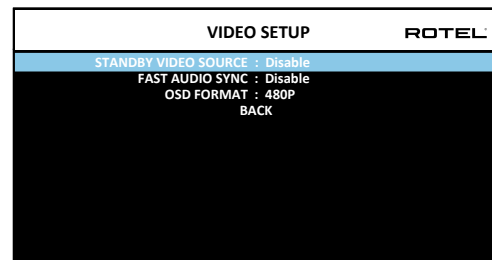 VIDEO SETUP
ROTEL
STANDBY VIDEO SOURCE : Disable
FAST AUDIO SYNC : Disable
OSD FORMAT : 480P
BACK